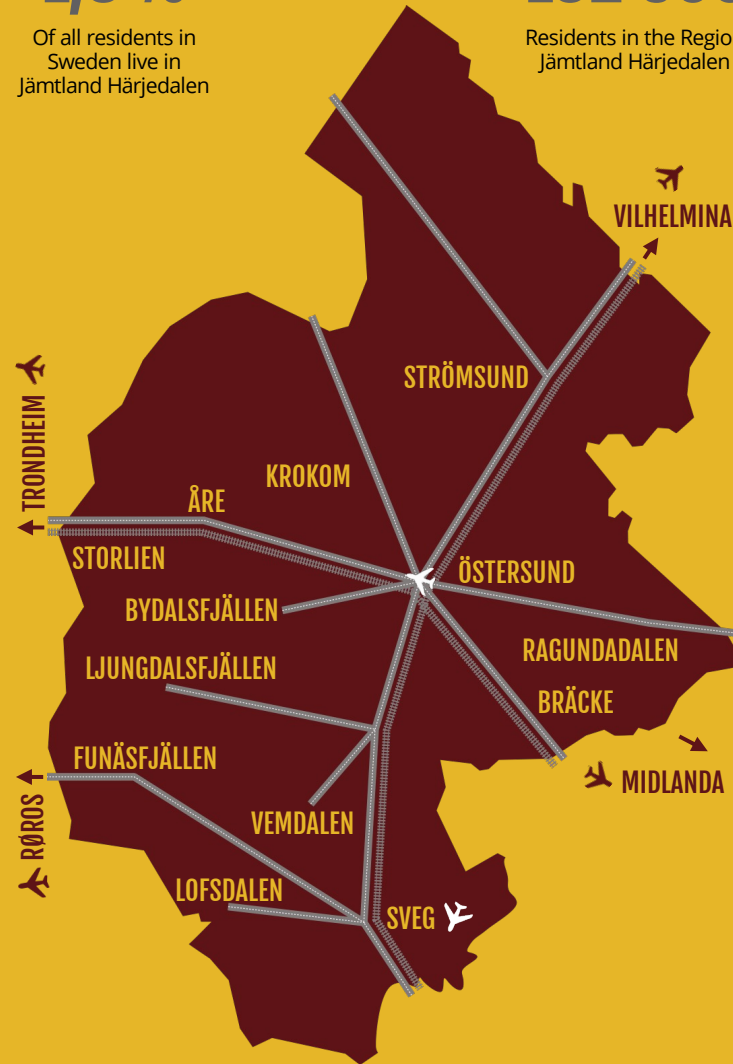 Of all residents in
Sweden live in
Jämtland Härjedalen
Residents in the Regio
Jämtland Härjedalen
VILHELMINA
STRÖMSUND
TRONDHEIM
KROKOM
ÅRE
STORLIEN
ÖSTERSUND
BYDALSFJÄLLEN
RAGUNDADALEN
LJUNGDALSFJÄLLEN
BRÄCKE
FUNÄSFJÄLLEN
MIDLANDA
RØROS
VEMDALEN
LOFSDALEN
SVEG